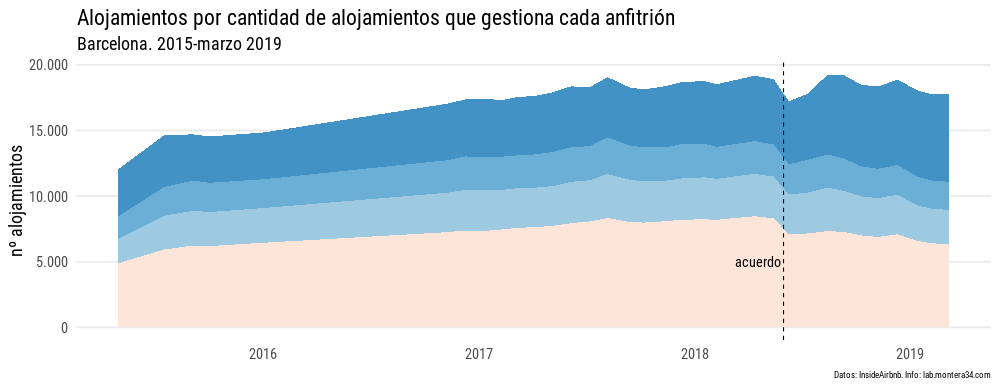 Alojamientos por cantidad de alojamientos que gestiona cada anfitrión
Barcelona. 2015-marzo 2019
nº alojamientos
20.000
15.000
10.000
5.000
0
acuerdo
2016 2017 2018 2019
Datos: InsideAirbnb. Info: lab.montera34.com